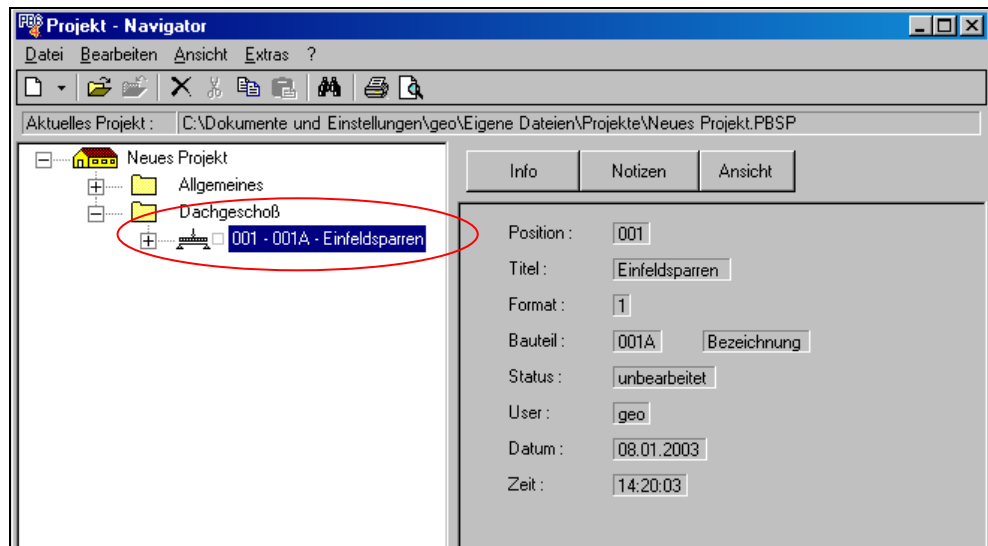 Projekt - Navigator
Datei Bearbeiten Ansicht Extras ?
Aktuelles Projekt : C:\Dokumente und Einstellungen\geo\Eigene Dateien\Projekte\Neues Projekt.PBSP
Neues Projekt
Allgemeines
Dachgeschoß
001 - 001A - Einfeldsparren
Info Notizen Ansicht
Position : 001
Titel : Einfeldsparren
Format : 1
Bauteil : 001A Bezeichnung
Status : unbearbeitet
User : geo
Datum : 08.01.2003
Zeit : 14:20:03